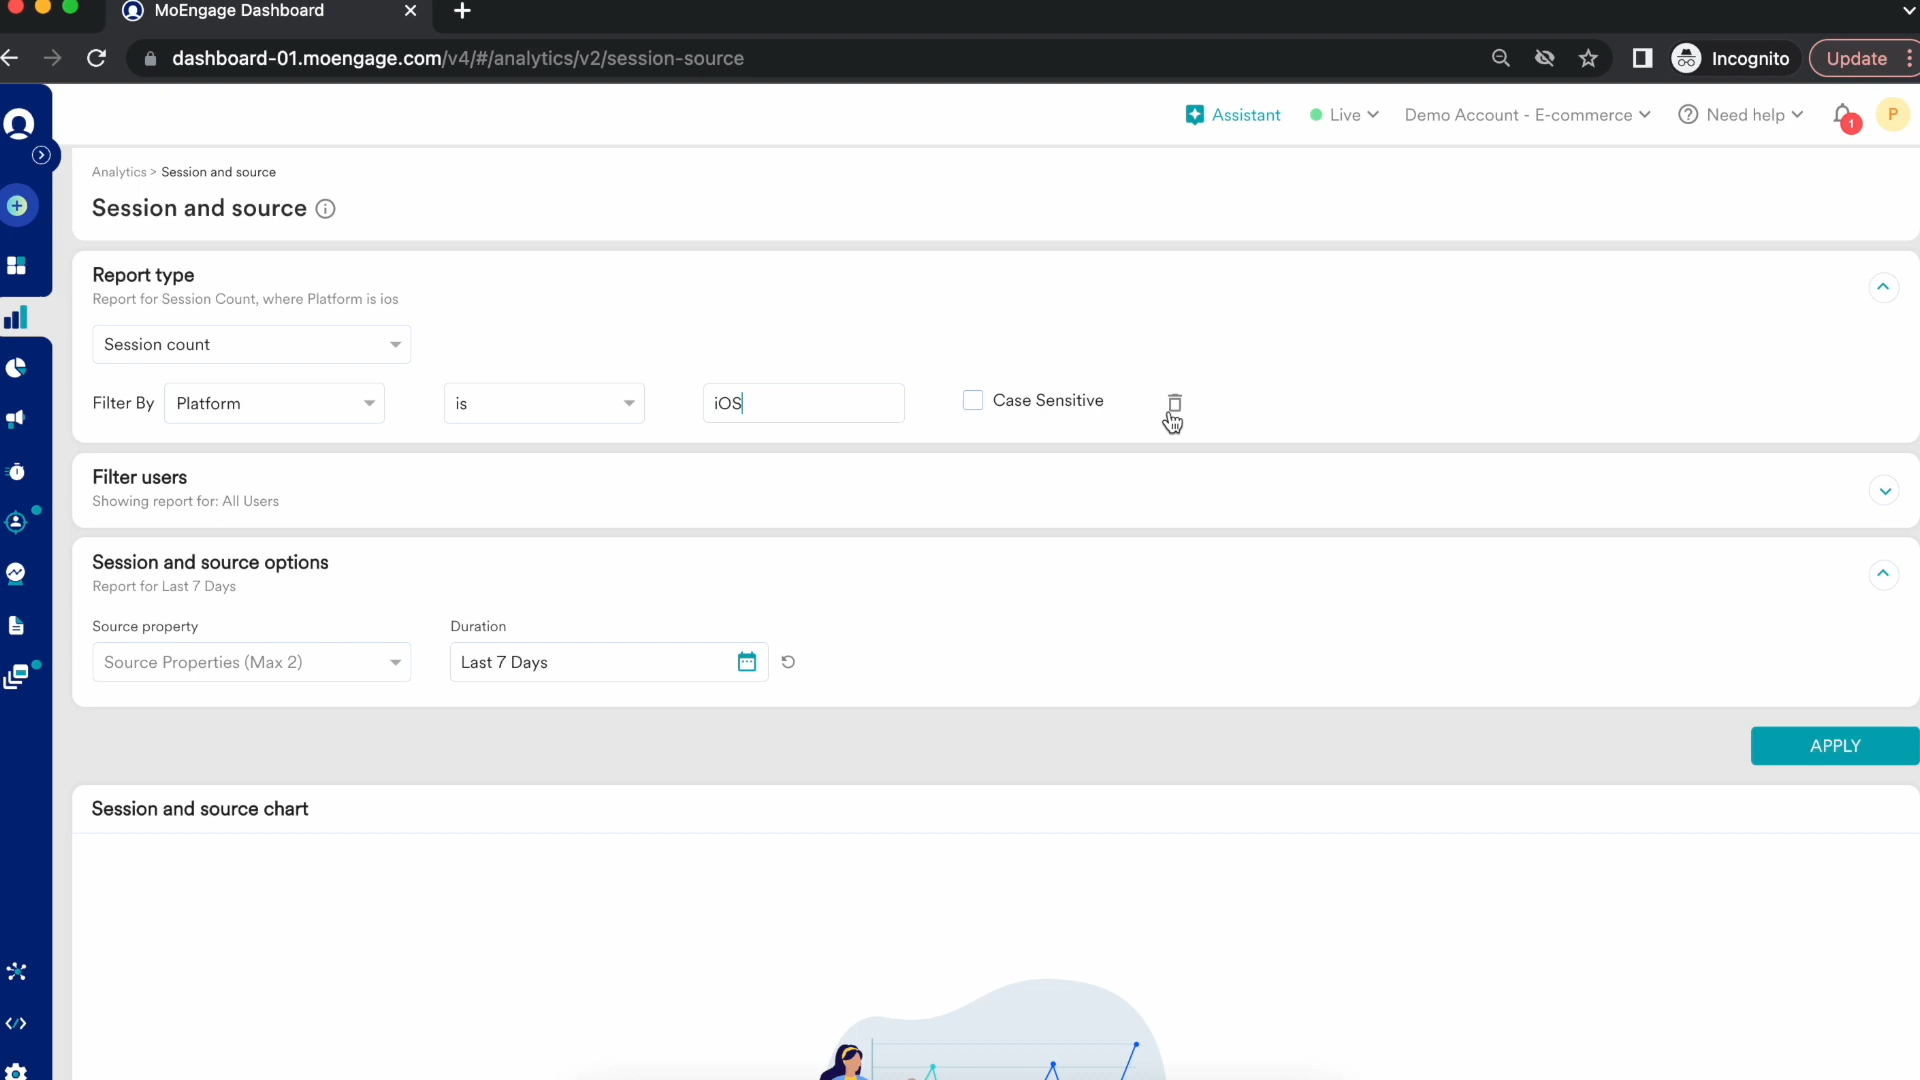 MoEngage Dashboard
dashboard-01.moengage.com/v4/#/analytics/v2/session-source
Incognito
Update
Assistant
Live
Demo Account - E-commerce
Need help
1
P
Analytics > Session and source
Session and source
Report type
Report for Session Count, where Platform is ios
Session count
Filter By
Platform
is
iOS
Case Sensitive
Filter users
Showing report for: All Users
Session and source options
Report for Last 7 Days
Source property
Duration
Source Properties (Max 2)
Last 7 Days
APPLY
Session and source chart